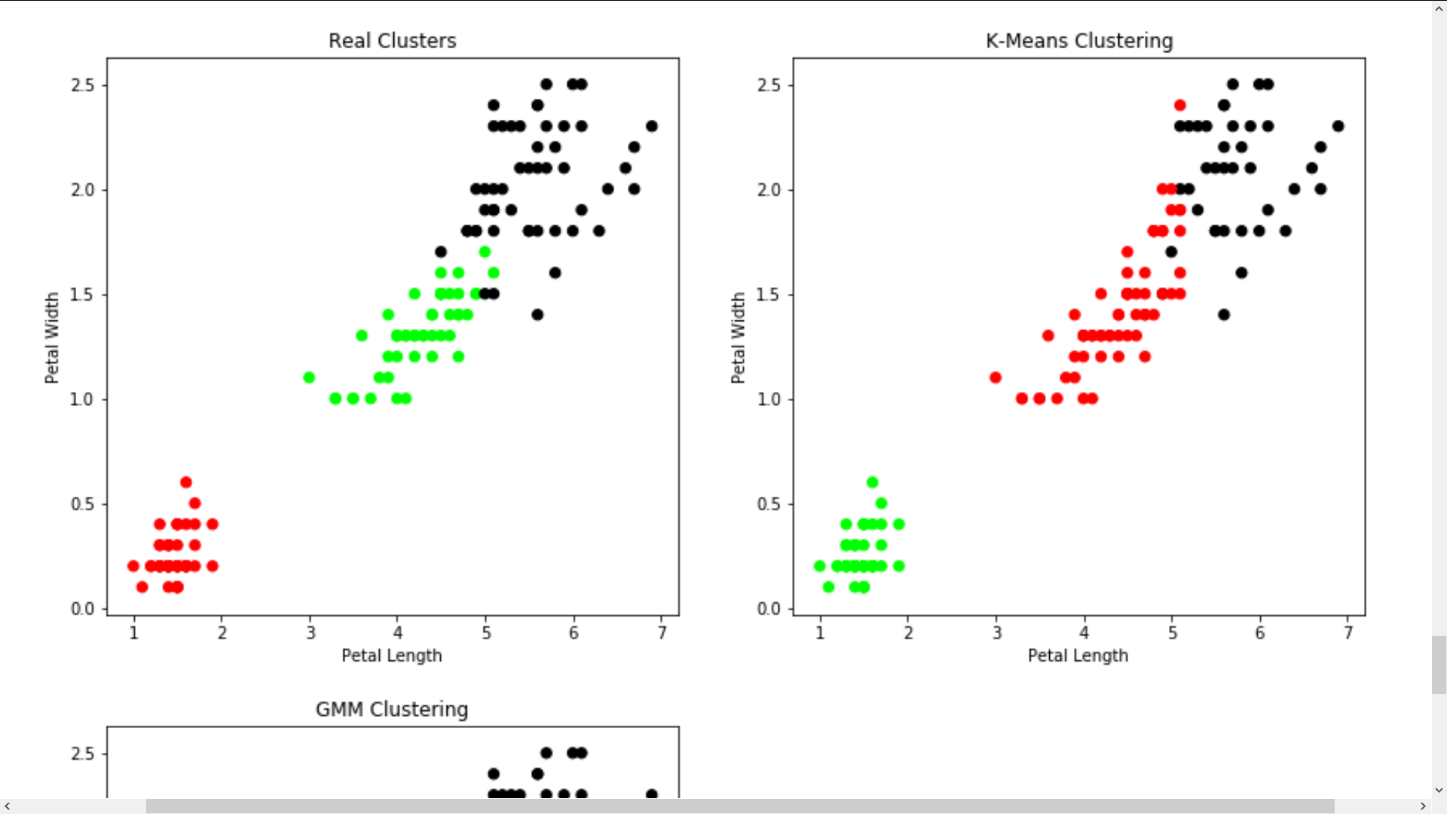 Real Clusters
2.5
2.0
1.5
1.0
0.5
0.0
Petal Width
1 2 3 4 5 6 7
Petal Length
K-Means Clustering
2.5
2.0
1.5
1.0
0.5
0.0
Petal Width
1 2 3 4 5 6 7
Petal Length
GMM Clustering
2.5